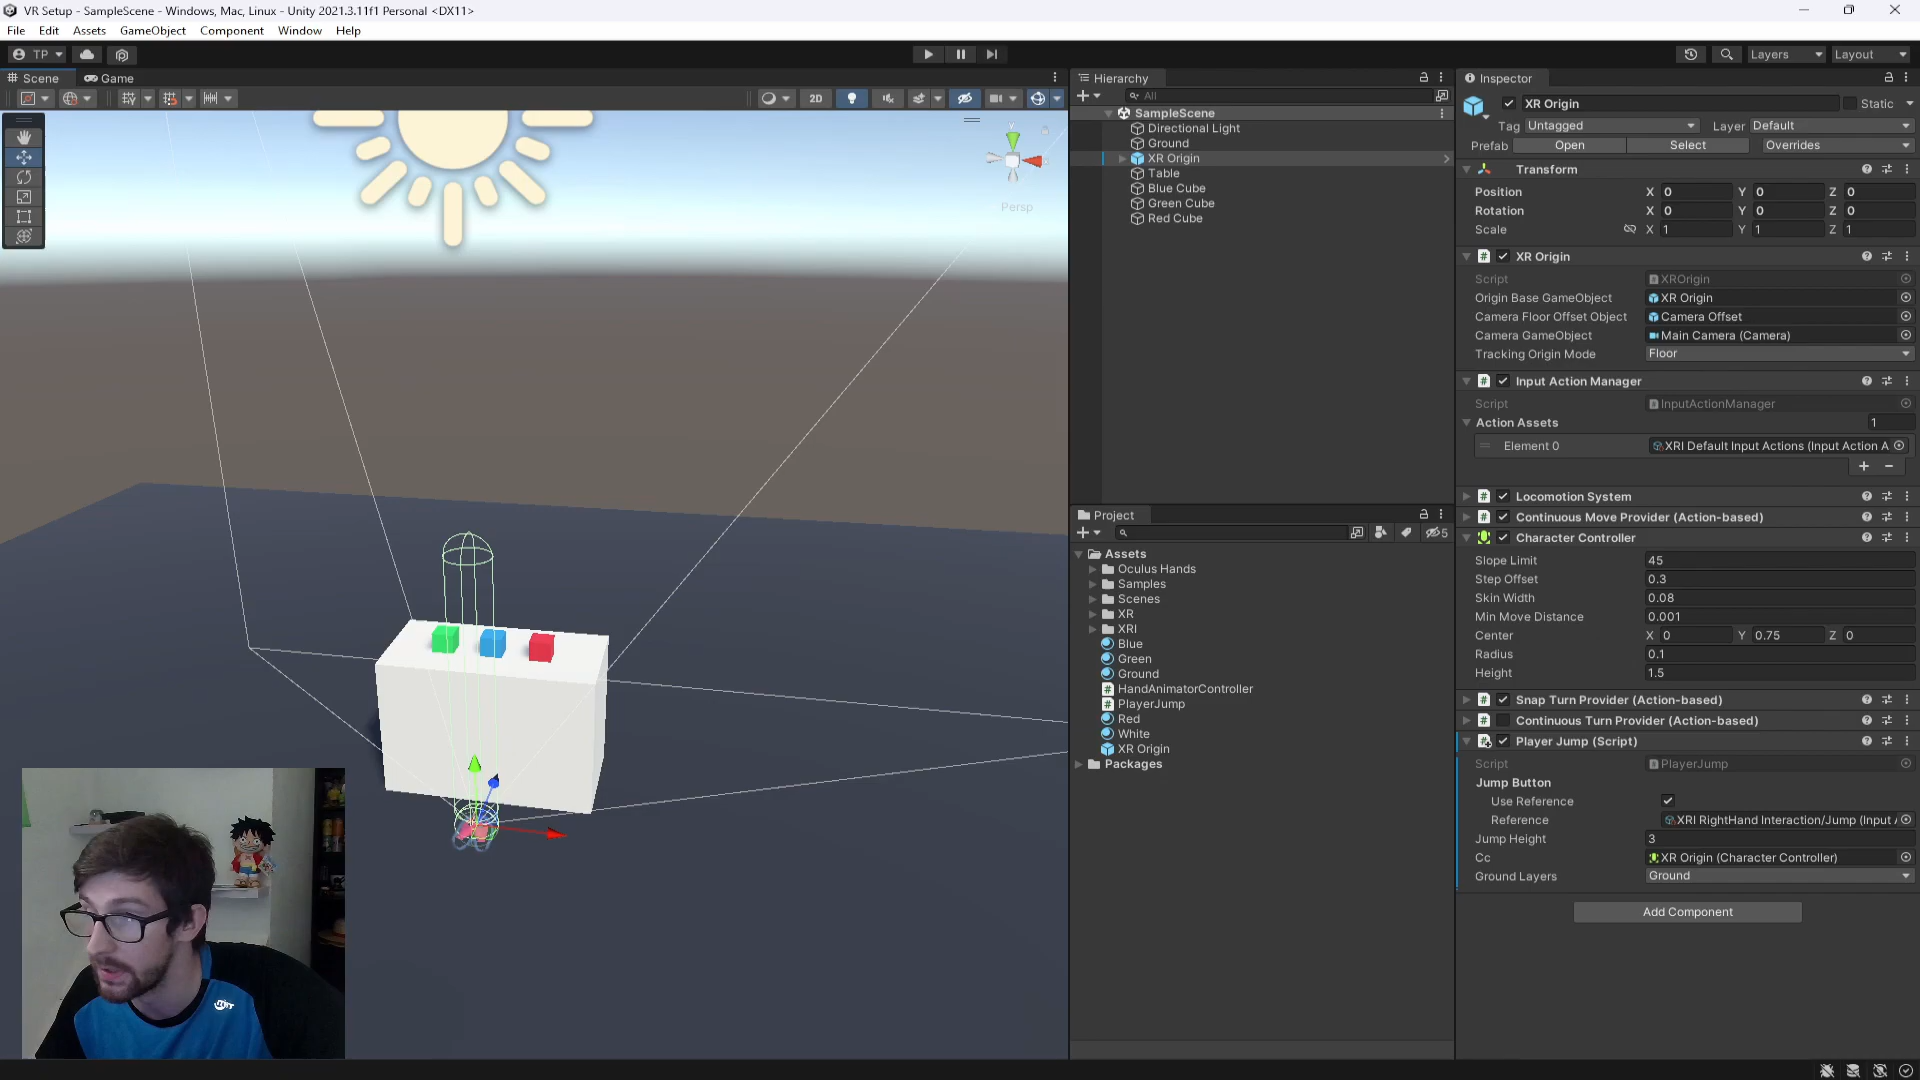 VR Setup - SampleScene - Windows, Mac, Linux - Unity 2021.3.11f1 Personal <DX11>
File Edit Assets GameObject Component Window Help
TP Layers Layout
Scene Game
2D
y
Persp
Hierarchy
All
SampleScene
Directional Light
Ground
XR Origin
Table
Blue Cube
Green Cube
Red Cube
Project
5
Assets
Oculus Hands
Samples
Scenes
XR
XRI
Blue
Green
Ground
HandAnimatorController
PlayerJump
Red
White
XR Origin
Packages
Inspector
XR Origin Static
Tag Untagged Layer Default
Prefab Open Select Overrides
Transform
Position X 0 Y 0 Z 0
Rotation X 0 Y 0 Z 0
Scale X 1 Y 1 Z 1
XR Origin
Script XROrigin
Origin Base GameObject XR Origin
Camera Floor Offset Object Camera Offset
Camera GameObject Main Camera (Camera)
Tracking Origin Mode Floor
Input Action Manager
Script InputActionManager
Action Assets 1
Element 0 XRI Default Input Actions (Input Action A
Locomotion System
Continuous Move Provider (Action-based)
Character Controller
Slope Limit 45
Step Offset 0.3
Skin Width 0.08
Min Move Distance 0.001
Center X 0 Y 0.75 Z 0
Radius 0.1
Height 1.5
Snap Turn Provider (Action-based)
Continuous Turn Provider (Action-based)
Player Jump (Script)
Script PlayerJump
Jump Button
Use Reference
Reference XRI RightHand Interaction/Jump (Input A
Jump Height 3
Cc XR Origin (Character Controller)
Ground Layers Ground
Add Component